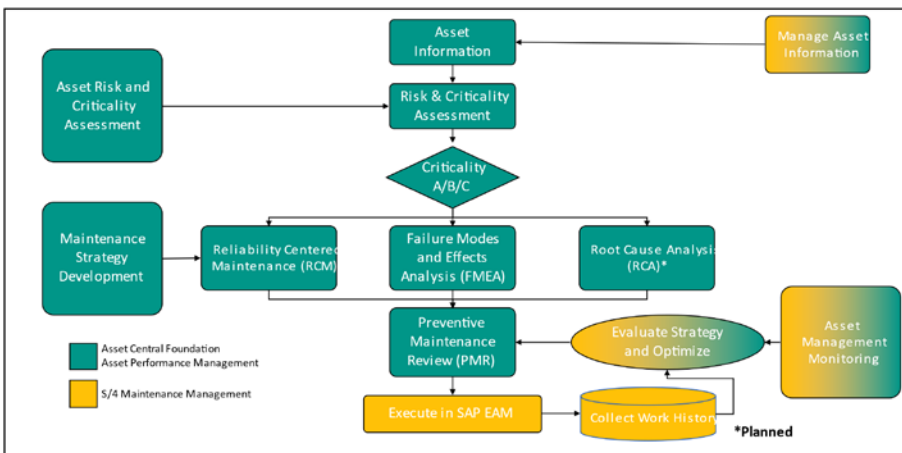 Asset
Information
Manage Asset
Information
Asset Risk and
Criticality
Assessment
Risk & Criticality
Assessment
Criticality
A/B/C
Maintenance
Strategy
Development
Reliability Centered
Maintenance (RCM)
Failure Modes
and Effects
Analysis (FMEA)
Root Cause Analysis
(RCA)*
Preventive
Maintenance
Review (PMR)
Evaluate Strategy
and Optimize
Asset
Management
Monitoring
Asset Central Foundation
Asset Performance Management
S/4 Maintenance Management
Execute in SAP EAM
Collect Work History
*Planned